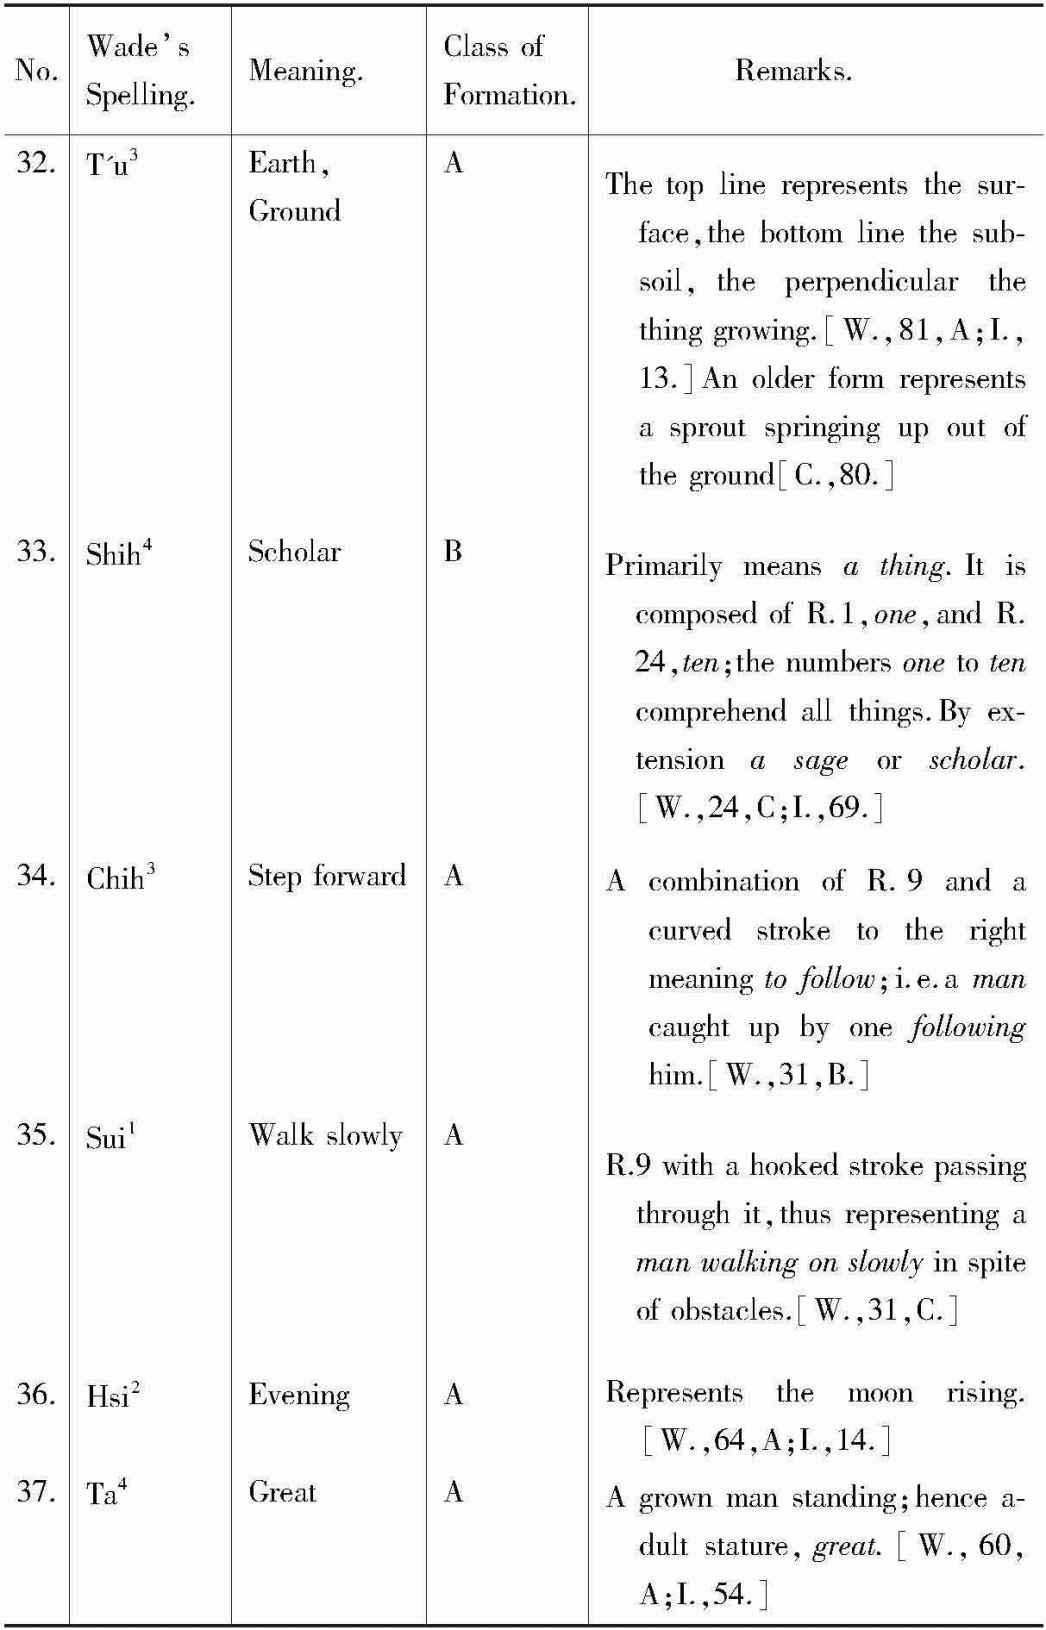 No. Wade's Spelling. Meaning. Class of Formation. Remarks.
32. T´u³ Earth, Ground A The top line represents the sur-
face, the bottom line the sub-
soil, the perpendicular the
thing growing. [W., 81, A; I.,
13.] An older form represents
a sprout springing up out of
the ground [C., 80.]
33. Shih⁴ Scholar B Primarily means a thing. It is
composed of R. 1, one, and R.
24, ten; the numbers one to ten
comprehend all things. By ex-
tension a sage or scholar.
[W., 24, C; I., 69.]
34. Chih³ Step forward A A combination of R. 9 and a
curved stroke to the right
meaning to follow; i. e. a man
caught up by one following
him. [W., 31, B.]
35. Sui¹ Walk slowly A R.9 with a hooked stroke passing
through it, thus representing a
man walking on slowly in spite
of obstacles. [W., 31, C.]
36. Hsi² Evening A Represents the moon rising.
[W., 64, A; I., 14.]
37. Ta⁴ Great A A grown man standing; hence a-
dult stature, great. [W., 60,
A; I., 54.]